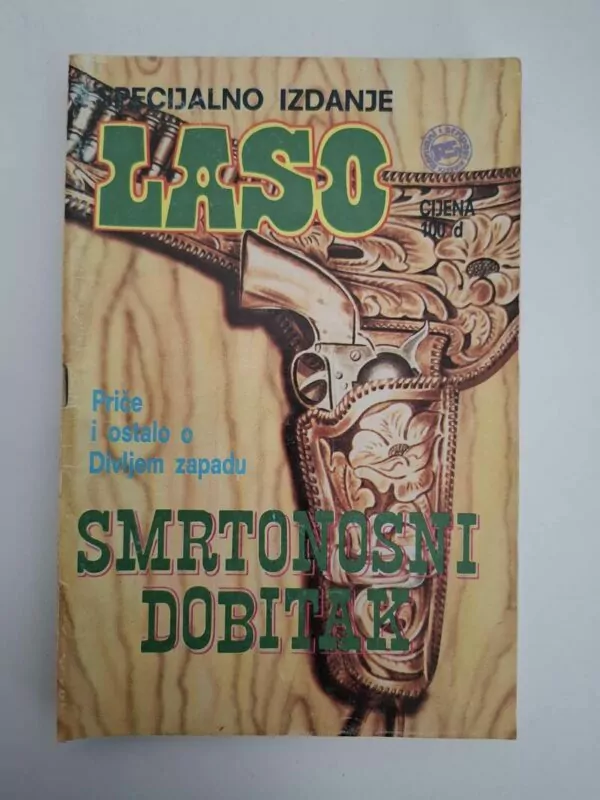 SPECIJALNO IZDANJE
LASO
CIJENA
100 d
Priče
i ostalo o
Divljem zapadu
SMRTONOSNI
DOBITAK